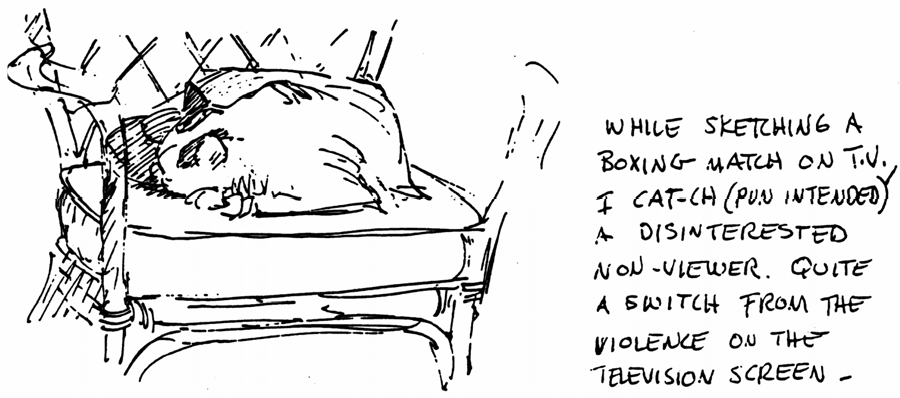 WHILE SKETCHING A
BOXING MATCH ON T.V.,
I CAT-CH (PUN INTENDED)
A DISINTERESTED
NON-VIEWER. QUITE
A SWITCH FROM THE
VIOLENCE ON THE
TELEVISION SCREEN -